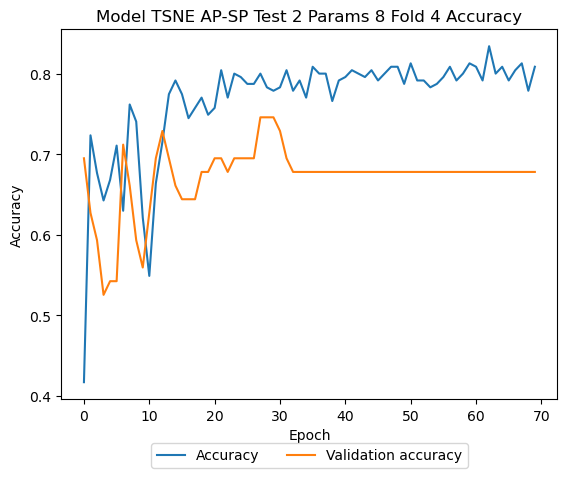 Model TSNE AP-SP Test 2 Params 8 Fold 4 Accuracy
0.8
0.7
0.6
0.5
0.4
Accuracy
0 10 20 30 40 50 60 70
Epoch
Accuracy Validation accuracy